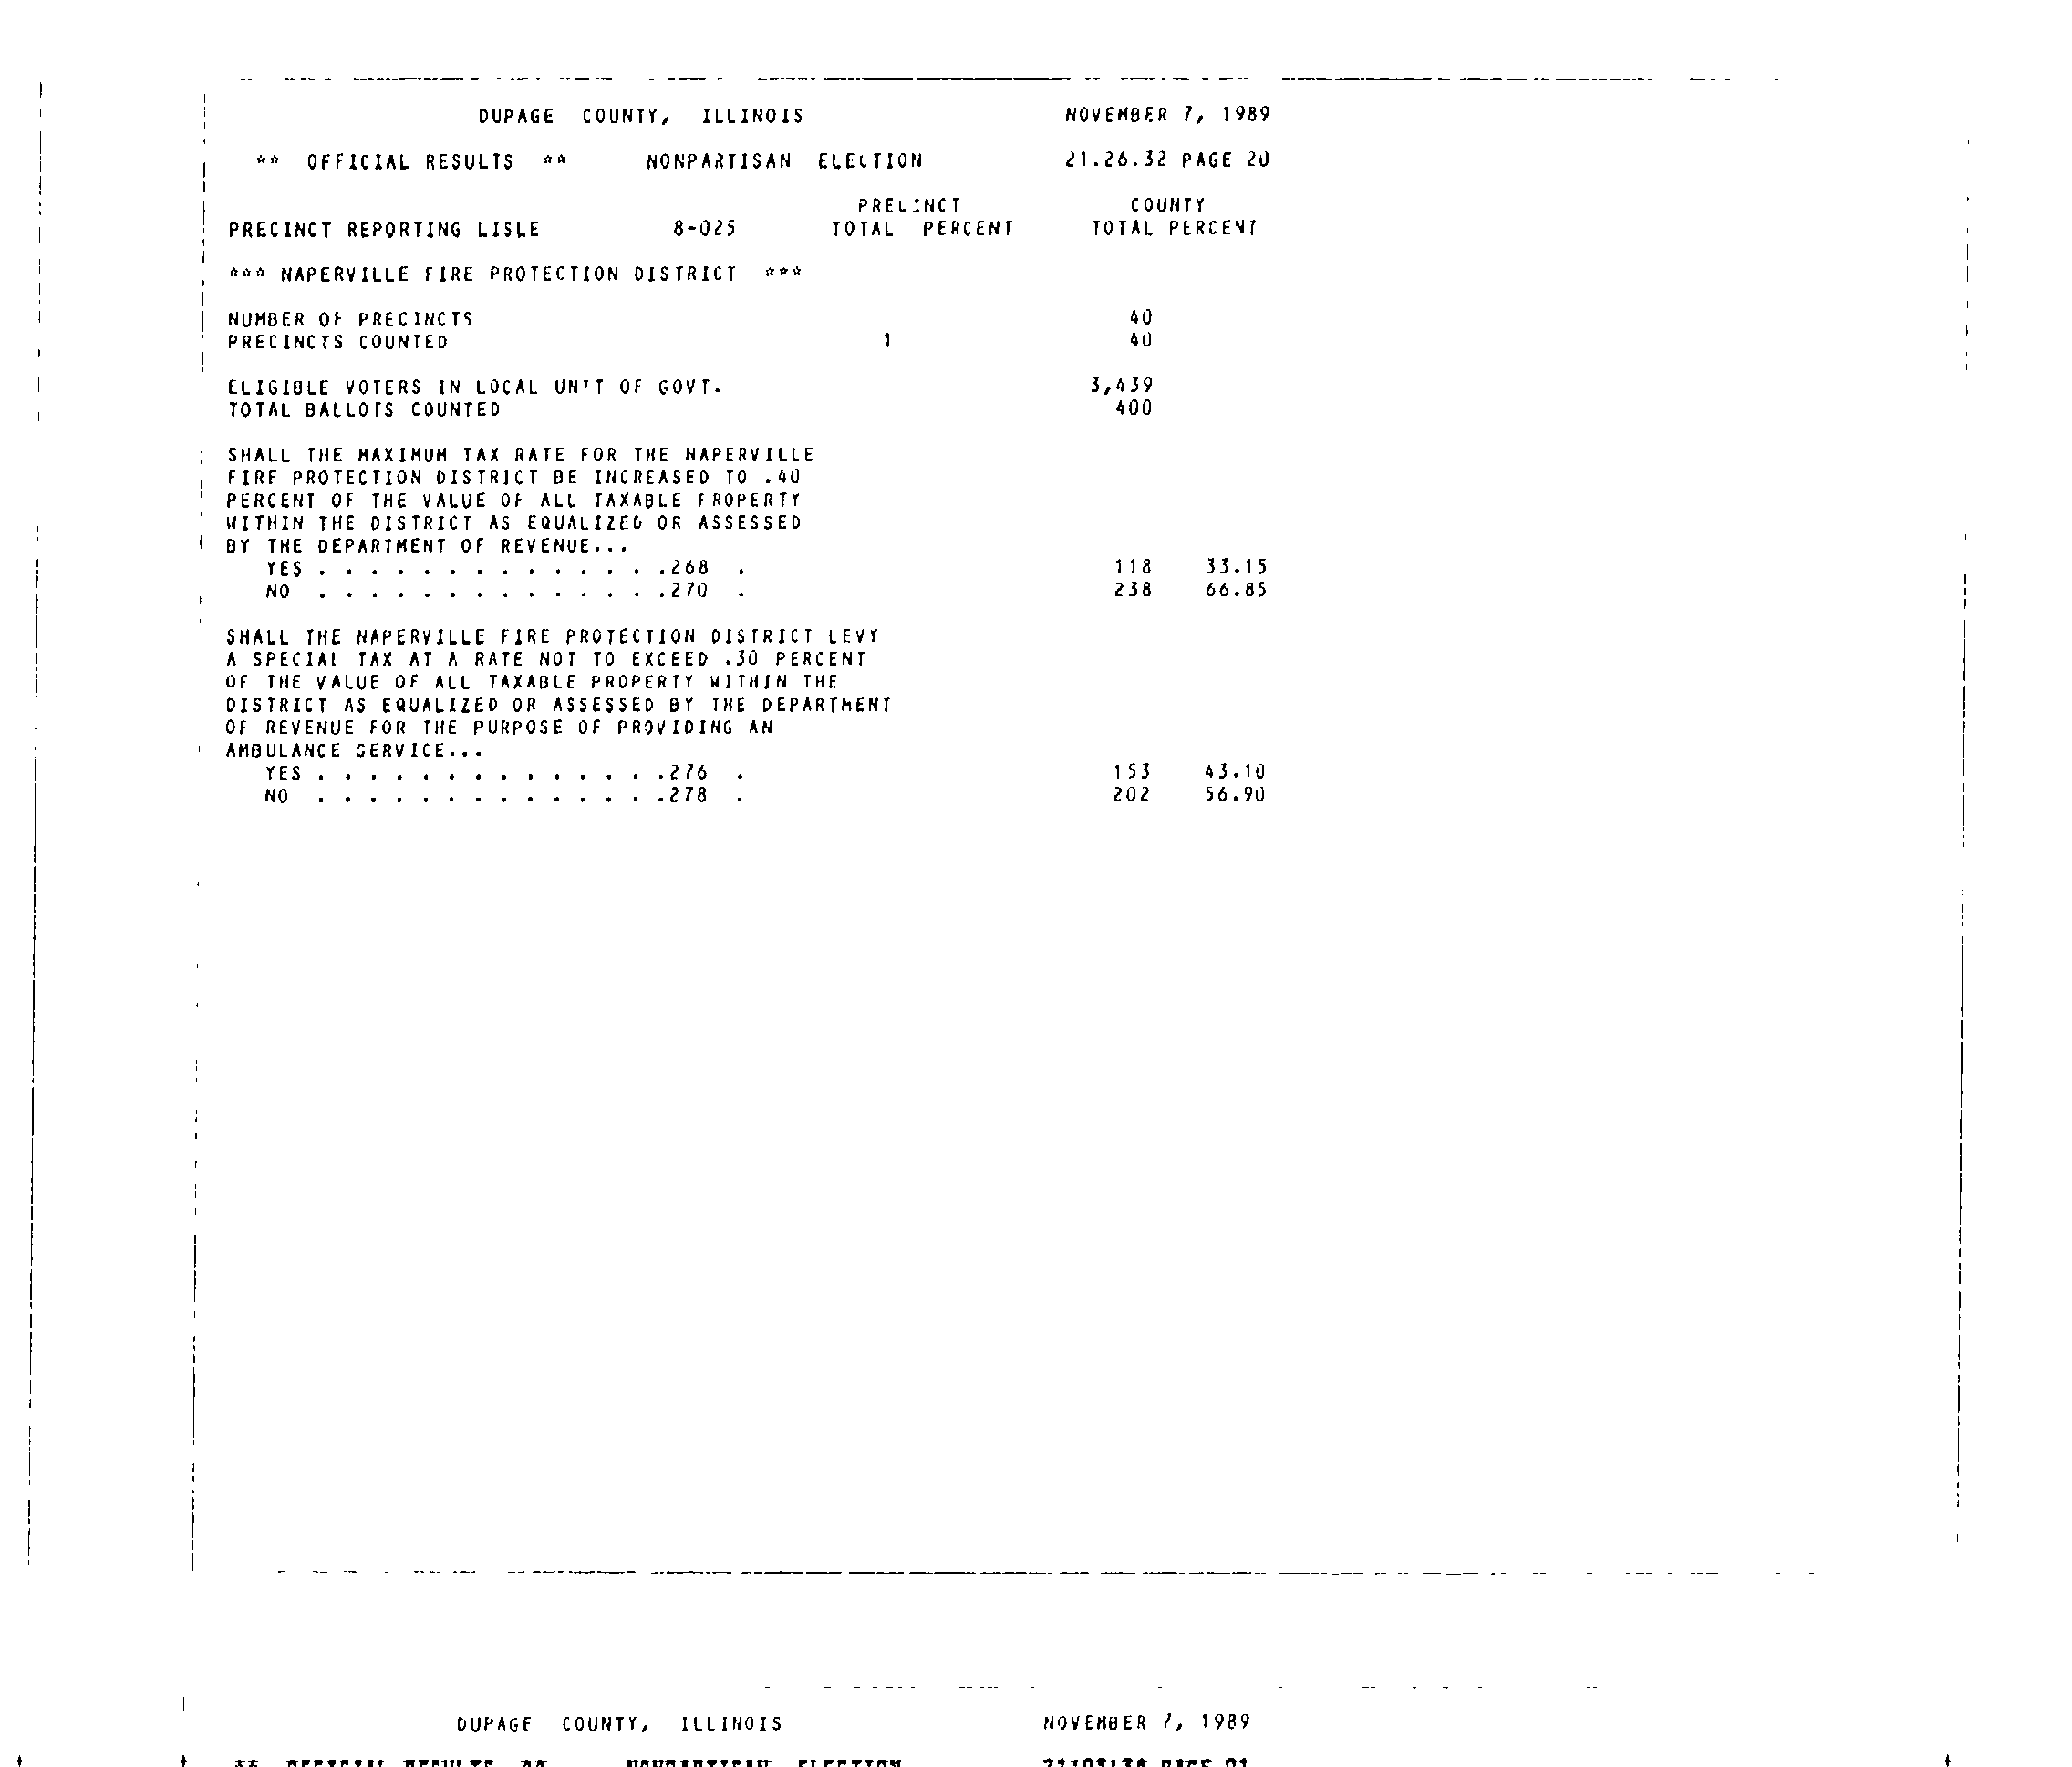 DUPAGE COUNTY, ILLINOIS NOVEMBER 7, 1989
** OFFICIAL RESULTS ** NONPARTISAN ELECTION 21.26.32 PAGE 20
PRECINCT COUNTY
PRECINCT REPORTING LISLE 8-025 TOTAL PERCENT TOTAL PERCENT
*** NAPERVILLE FIRE PROTECTION DISTRICT ***
NUMBER OF PRECINCTS 40
PRECINCTS COUNTED 1 40
ELIGIBLE VOTERS IN LOCAL UNIT OF GOVT. 3,439
TOTAL BALLOTS COUNTED 400
SHALL THE MAXIMUM TAX RATE FOR THE NAPERVILLE
FIRE PROTECTION DISTRICT BE INCREASED TO .40
PERCENT OF THE VALUE OF ALL TAXABLE PROPERTY
WITHIN THE DISTRICT AS EQUALIZED OR ASSESSED
BY THE DEPARTMENT OF REVENUE...
YES . . . . . . . . . . . . . .268 . 118 33.15
NO . . . . . . . . . . . . . .270 . 238 66.85
SHALL THE NAPERVILLE FIRE PROTECTION DISTRICT LEVY
A SPECIAL TAX AT A RATE NOT TO EXCEED .30 PERCENT
OF THE VALUE OF ALL TAXABLE PROPERTY WITHIN THE
DISTRICT AS EQUALIZED OR ASSESSED BY THE DEPARTMENT
OF REVENUE FOR THE PURPOSE OF PROVIDING AN
AMBULANCE SERVICE...
YES . . . . . . . . . . . . . .276 . 153 43.10
NO . . . . . . . . . . . . . .278 . 202 56.90
DUPAGE COUNTY, ILLINOIS NOVEMBER 7, 1989
** OFFICIAL RESULTS ** NONPARTISAN ELECTION PAGE